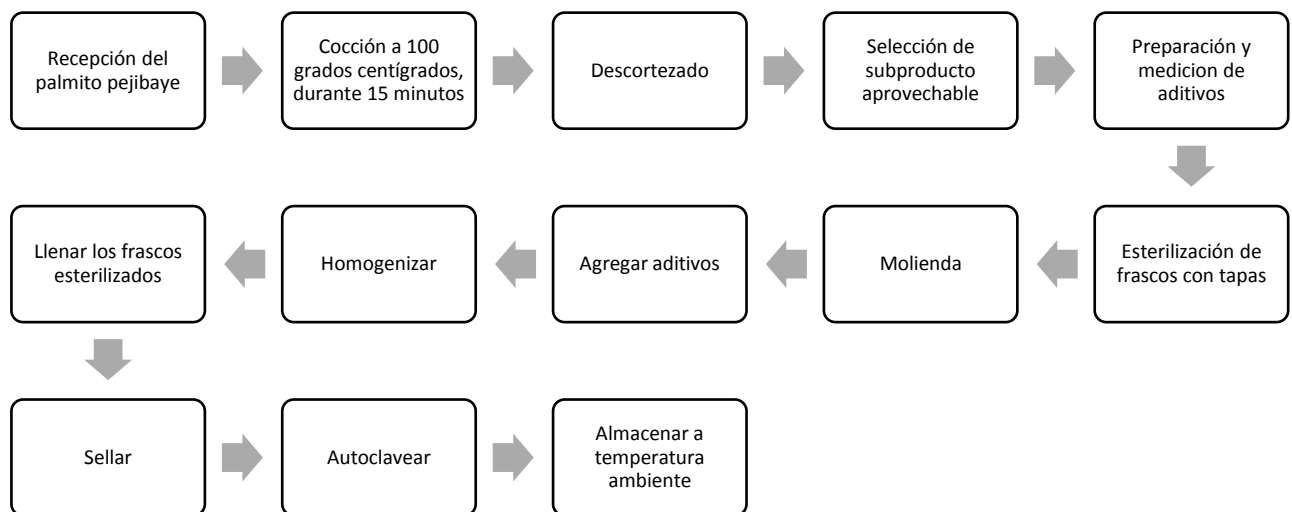 Recepción del
palmito pejibaye
Cocción a 100
grados centígrados,
durante 15 minutos
Descortezado
Selección de
subproducto
aprovechable
Preparación y
medicion de
aditivos
Esterilización de
frascos con tapas
Molienda
Agregar aditivos
Homogenizar
Llenar los frascos
esterilizados
Sellar
Autoclavear
Almacenar a
temperatura
ambiente